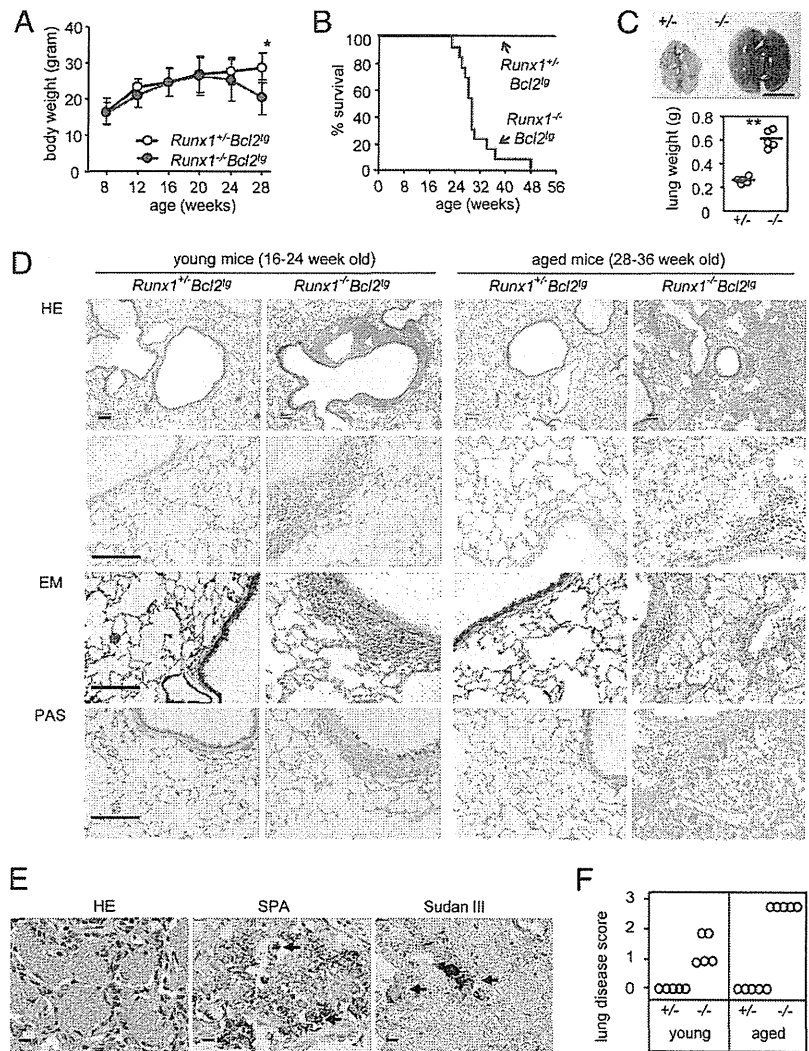 A
body weight (gram)
40
30
20
10
0
*
Runx1+/-Bcl2tg
Runx1-/-Bcl2tg
8 12 16 20 24 28
age (weeks)
B
% survival
100
80
60
40
20
0
Runx1+/-
Bcl2tg
Runx1-/-
Bcl2tg
0 8 16 24 32 40 48 56
age (weeks)
C
+/- -/-
lung weight (g)
0.8
0.6
0.4
0.2
0
**
+/- -/-
D
young mice (16-24 week old)
aged mice (28-36 week old)
Runx1+/-Bcl2tg
Runx1-/-Bcl2tg
Runx1+/-Bcl2tg
Runx1-/-Bcl2tg
HE
EM
PAS
E
HE
SPA
Sudan III
F
lung disease score
3
2
1
0
+/- -/- +/- -/-
young aged